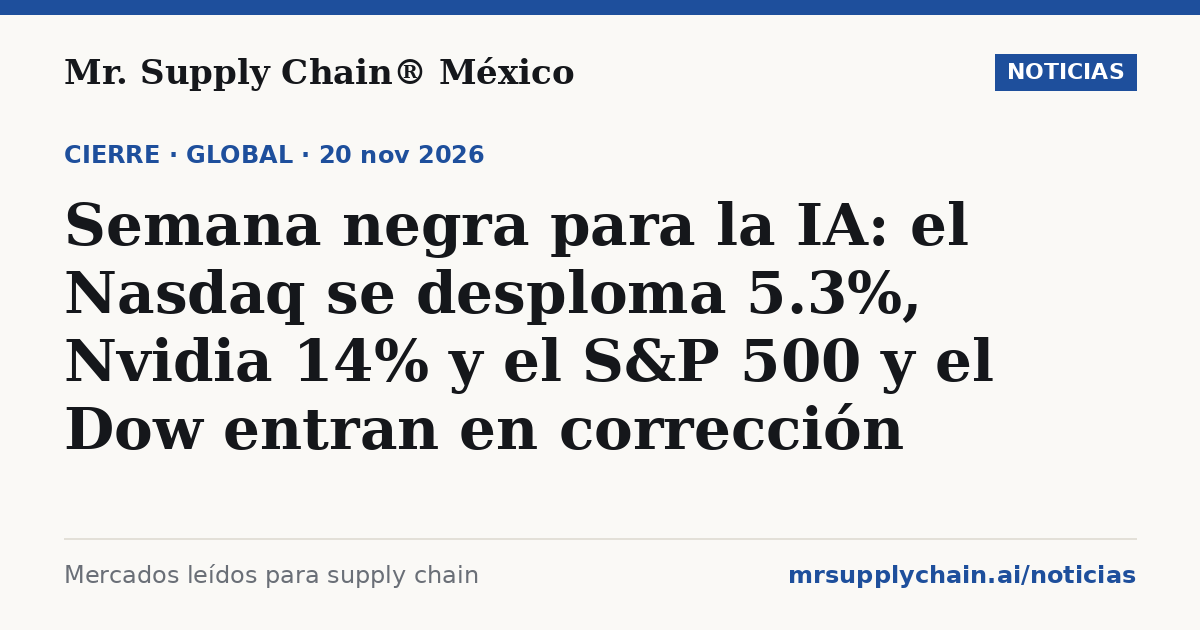 Mr. Supply Chain® México
NOTICIAS
CIERRE · GLOBAL · 20 nov 2026
Semana negra para la IA: el
Nasdaq se desploma 5.3%,
Nvidia 14% y el S&P 500 y el
Dow entran en corrección
Mercados leídos para supply chain
mrsupplychain.ai/noticias